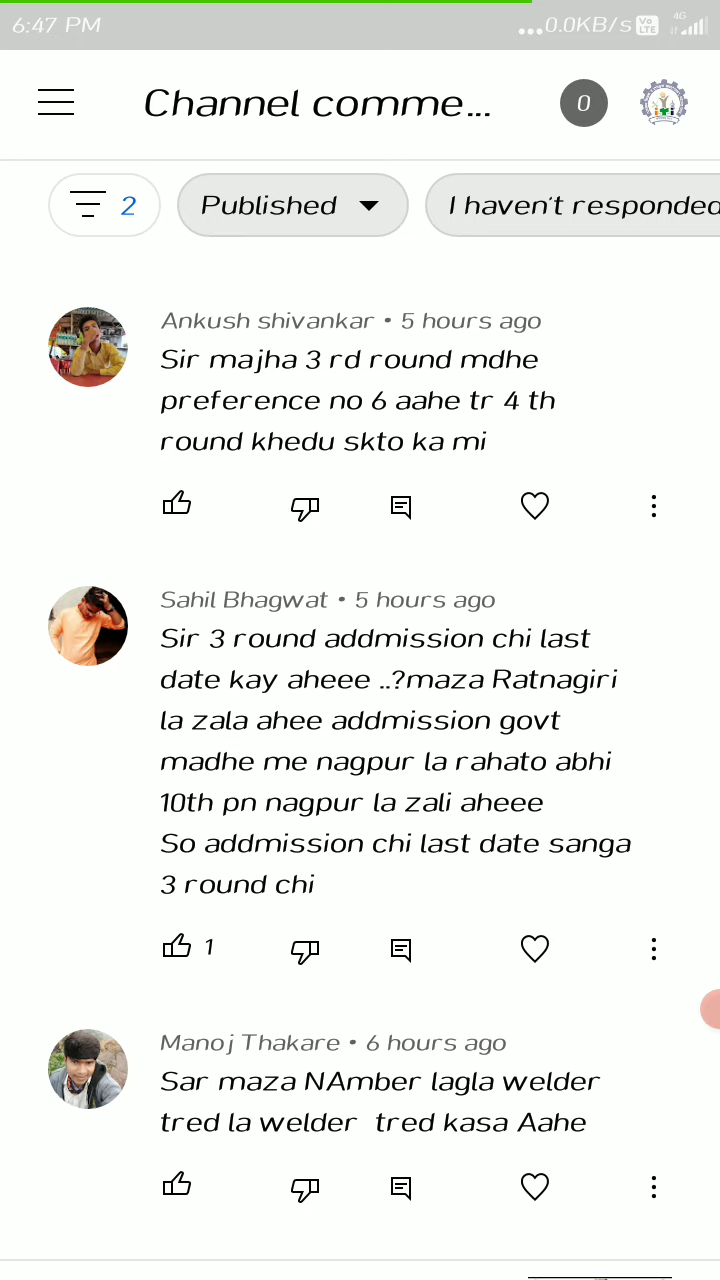 6:47 PM
...0.0KB/s Vo LTE 4G
Channel comme...
0
2
Published
I haven't responded
Ankush shivankar • 5 hours ago
Sir majha 3 rd round mdhe
preference no 6 aahe tr 4 th
round khedu skto ka mi
Sahil Bhagwat • 5 hours ago
Sir 3 round addmission chi last
date kay aheee ..?maza Ratnagiri
la zala ahee addmission govt
madhe me nagpur la rahato abhi
10th pn nagpur la zali aheee
So addmission chi last date sanga
3 round chi
1
Manoj Thakare • 6 hours ago
Sar maza NAmber lagla welder
tred la welder  tred kasa Aahe